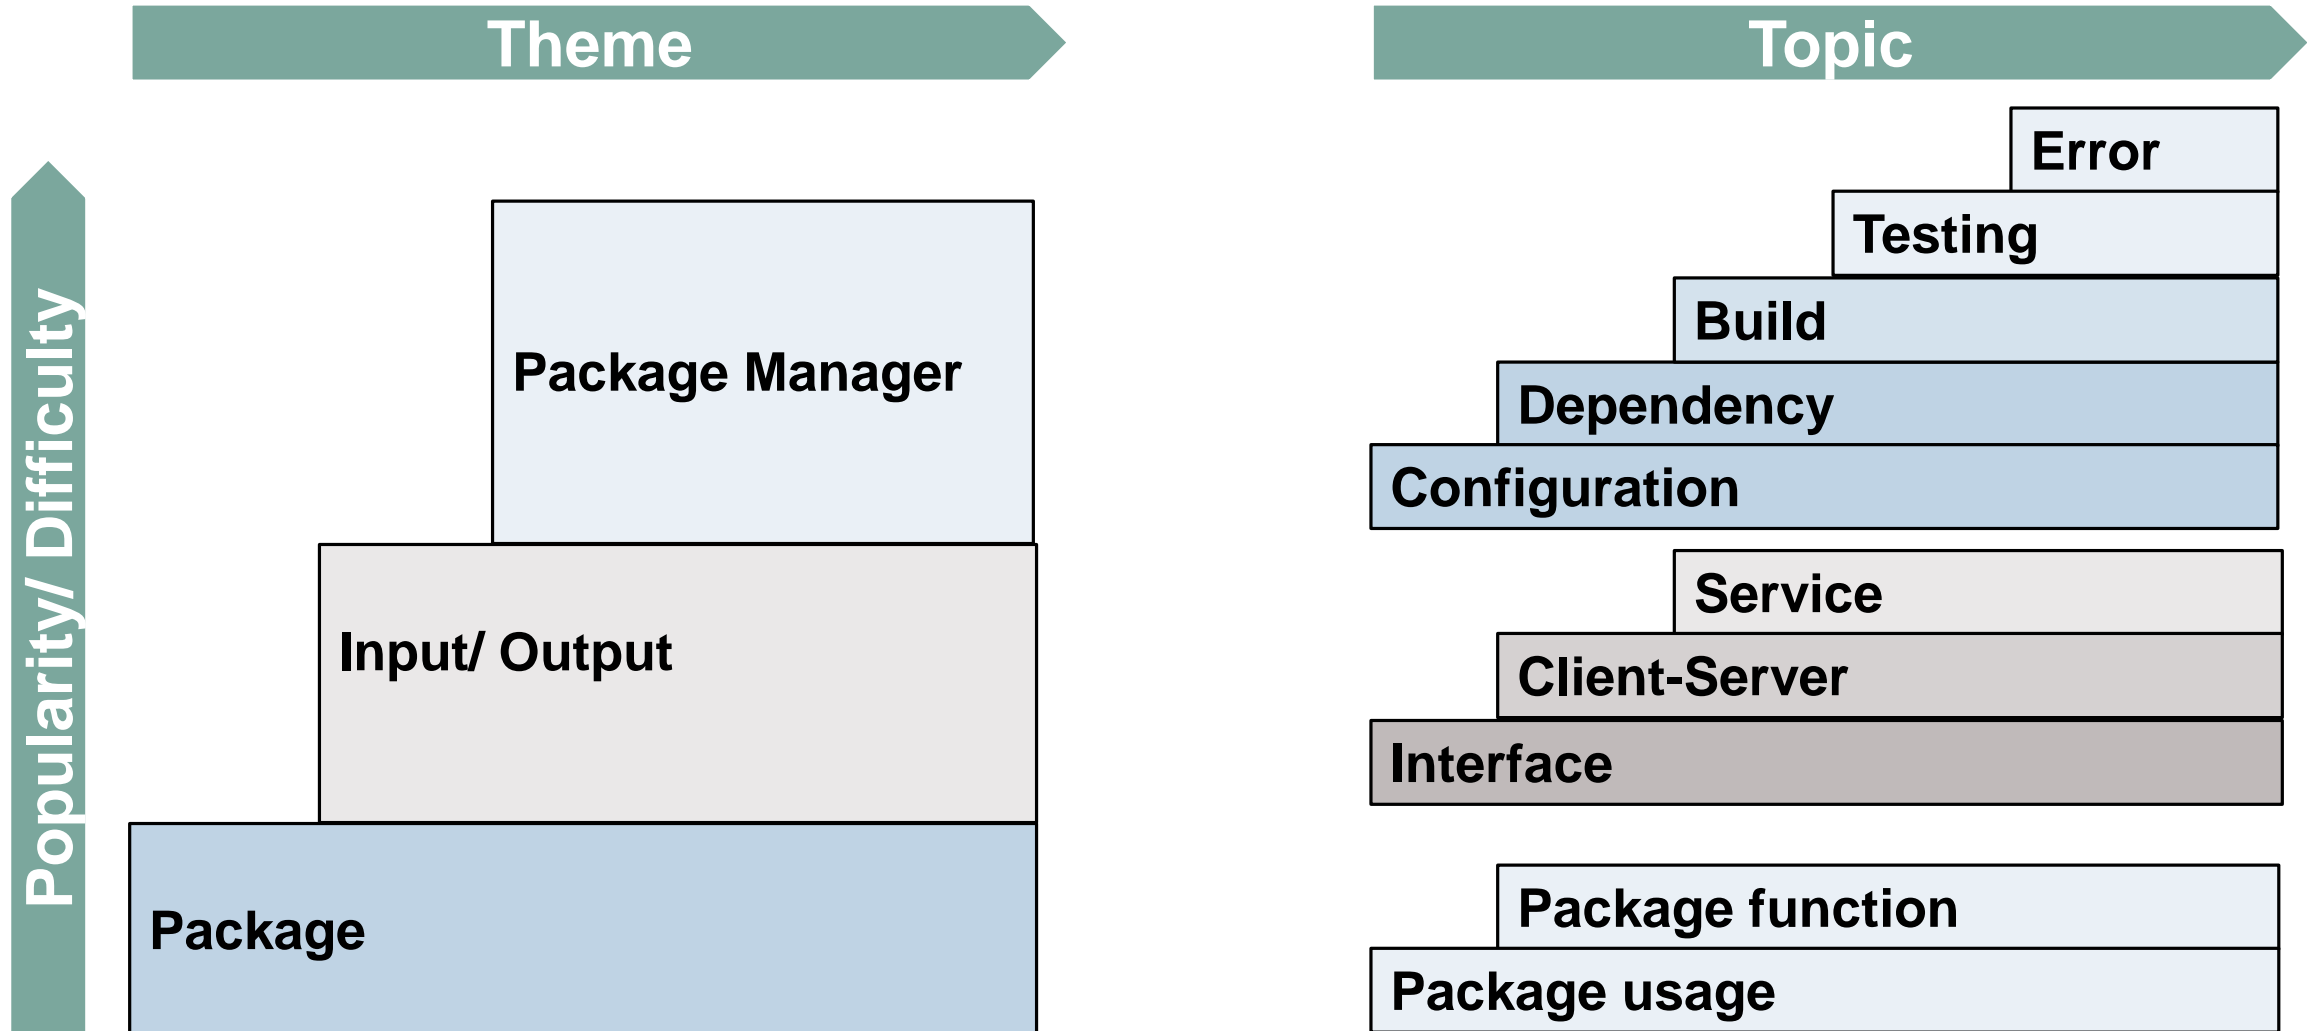 Theme
Topic
Popularity/ Difficulty
Package Manager
Input/ Output
Package
Error
Testing
Build
Dependency
Configuration
Service
Client-Server
Interface
Package function
Package usage